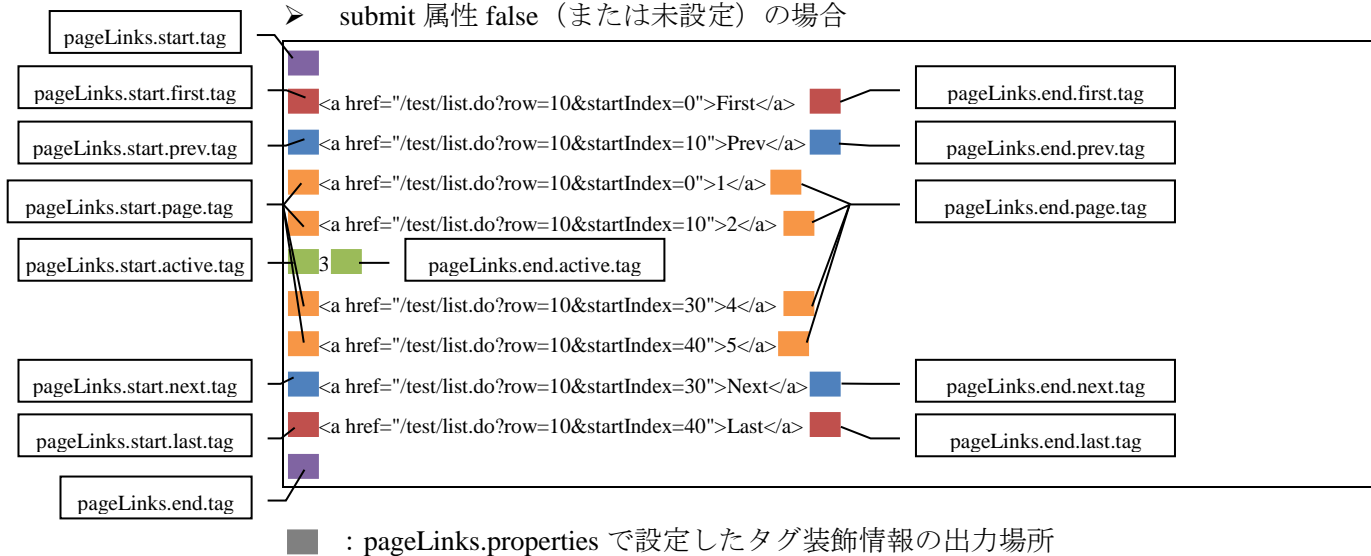 ➢ submit 属性 false（または未設定）の場合
pageLinks.start.tag
pageLinks.start.first.tag
<a href="/test/list.do?row=10&startIndex=0">First</a>
pageLinks.end.first.tag
pageLinks.start.prev.tag
<a href="/test/list.do?row=10&startIndex=10">Prev</a>
pageLinks.end.prev.tag
<a href="/test/list.do?row=10&startIndex=0">1</a>
pageLinks.start.page.tag
pageLinks.end.page.tag
<a href="/test/list.do?row=10&startIndex=10">2</a>
pageLinks.start.active.tag
3
pageLinks.end.active.tag
<a href="/test/list.do?row=10&startIndex=30">4</a>
<a href="/test/list.do?row=10&startIndex=40">5</a>
pageLinks.start.next.tag
<a href="/test/list.do?row=10&startIndex=30">Next</a>
pageLinks.end.next.tag
pageLinks.start.last.tag
<a href="/test/list.do?row=10&startIndex=40">Last</a>
pageLinks.end.last.tag
pageLinks.end.tag
：pageLinks.properties で設定したタグ装飾情報の出力場所